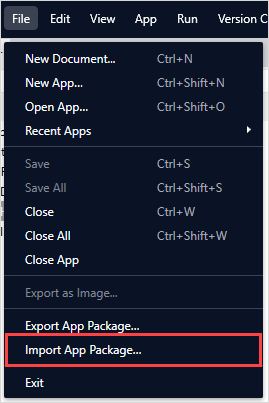 File Edit View App Run Version C
New Document... Ctrl+N
New App... Ctrl+Shift+N
Open App... Ctrl+Shift+O
Recent Apps
Save Ctrl+S
Save All Ctrl+Shift+S
Close Ctrl+W
Close All Ctrl+Shift+W
Close App
Export as Image...
Export App Package...
Import App Package...
Exit